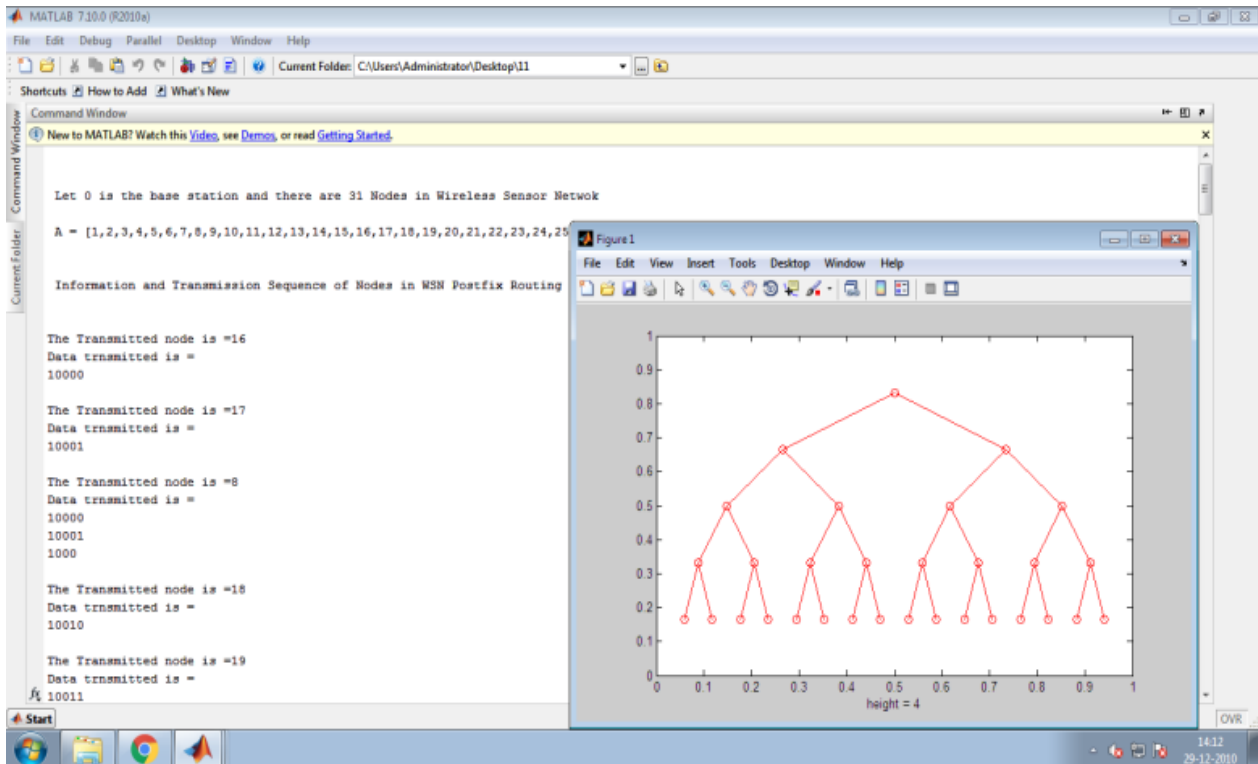 MATLAB 7.10.0 (R2010a)
File Edit Debug Parallel Desktop Window Help
Current Folder: C:\Users\Administrator\Desktop\11
Shortcuts How to Add What's New
Command Window
Current Folder
Command Window
New to MATLAB? Watch this Video, see Demos, or read Getting Started.
Let 0 is the base station and there are 31 Nodes in Wireless Sensor Netwok
A = [1,2,3,4,5,6,7,8,9,10,11,12,13,14,15,16,17,18,19,20,21,22,23,24,25
Information and Transmission Sequence of Nodes in WSN Postfix Routing
The Transmitted node is =16
Data trnsmitted is =
10000
The Transmitted node is =17
Data trnsmitted is =
10001
The Transmitted node is =8
Data trnsmitted is =
10000
10001
1000
The Transmitted node is =18
Data trnsmitted is =
10010
The Transmitted node is =19
Data trnsmitted is =
fx 10011
Figure 1
File Edit View Insert Tools Desktop Window Help
1
0.9
0.8
0.7
0.6
0.5
0.4
0.3
0.2
0.1
0
0 0.1 0.2 0.3 0.4 0.5 0.6 0.7 0.8 0.9 1
height = 4
Start
OVR
14:12
29-12-2010